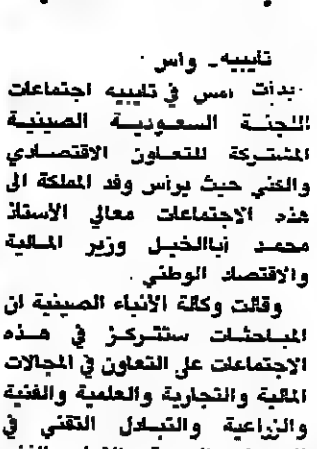 تايبيه ـ واس .
بدأت امس في تايبيه اجتماعات
اللجنة السعودية الصينية
المشتركة للتعاون الاقتصادي
والفني حيث يرأس وفد المملكة الى
هذه الاجتماعات معالي الأستاذ
محمد أباالخيل وزير المالية
والاقتصاد الوطني .
وقالت وكالة الأنباء الصينية ان
المباحثات ستتركز في هذه
الاجتماعات على التعاون في المجالات
المالية والتجارية والعلمية والفنية
والزراعية والتبادل التقني في